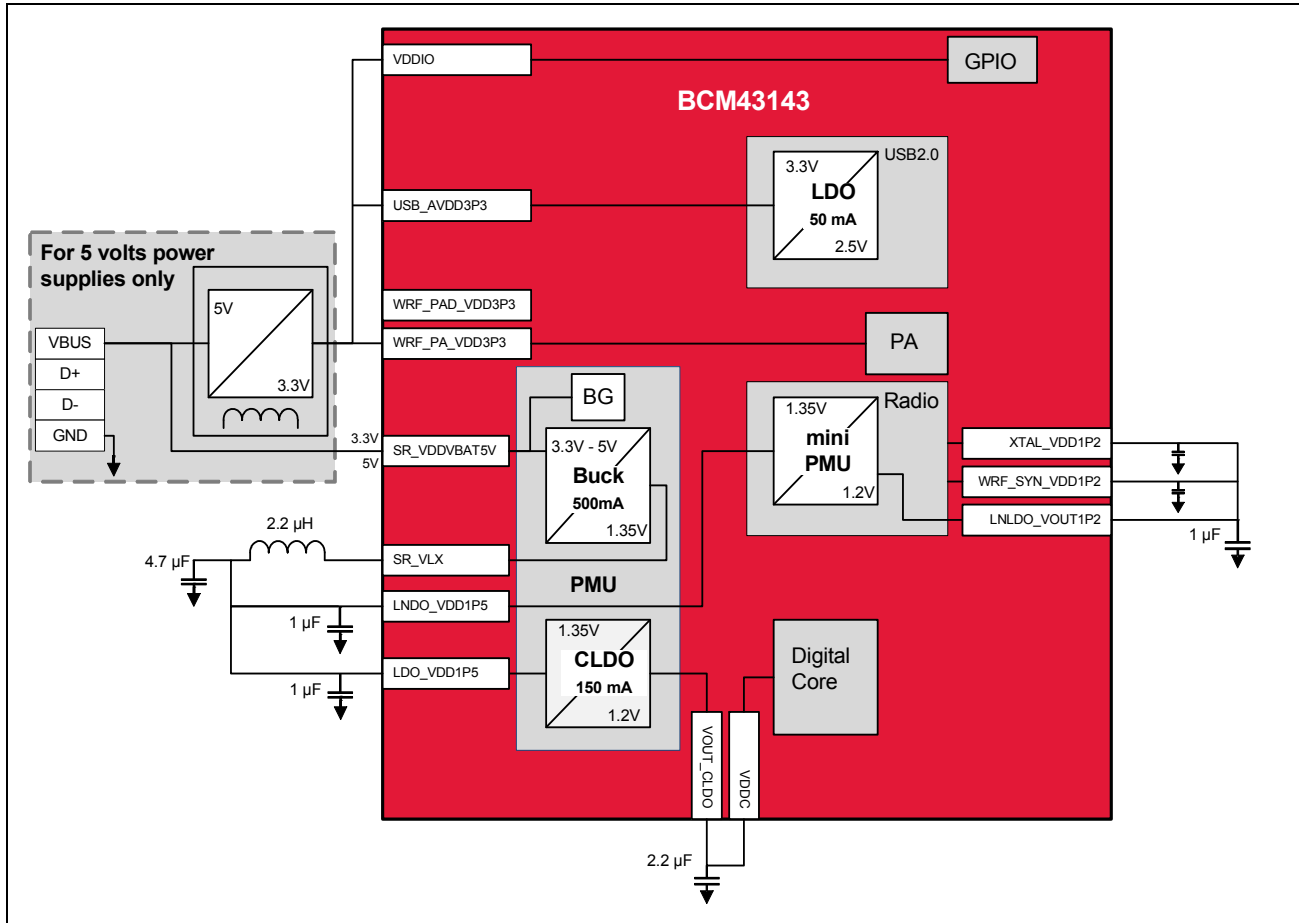 VDDIO
GPIO
BCM43143
USB2.0
3.3V
LDO
50 mA
2.5V
USB_AVDD3P3
For 5 volts power
supplies only
5V
3.3V
VBUS
D+
D-
GND
WRF_PAD_VDD3P3
WRF_PA_VDD3P3
PA
BG
3.3V
5V
SR_VDDVBAT5V
3.3V - 5V
Buck
500mA
1.35V
PMU
Radio
1.35V
mini
PMU
1.2V
XTAL_VDD1P2
WRF_SYN_VDD1P2
LNLDO_VOUT1P2
1 µF
2.2 µH
4.7 µF
SR_VLX
LNDO_VDD1P5
1 µF
LDO_VDD1P5
1 µF
1.35V
CLDO
150 mA
1.2V
Digital
Core
VOUT_CLDO
VDDC
2.2 µF